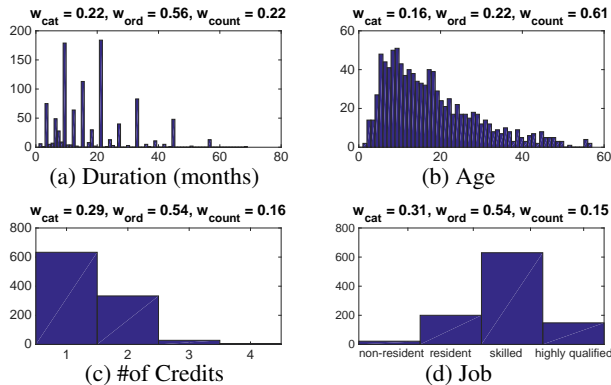 w_cat = 0.22, w_ord = 0.56, w_count = 0.22
200
150
100
50
0
0 20 40 60 80
(a) Duration (months)
w_cat = 0.16, w_ord = 0.22, w_count = 0.61
60
40
20
0
0 20 40 60
(b) Age
w_cat = 0.29, w_ord = 0.54, w_count = 0.16
800
600
400
200
0
1 2 3 4
(c) #of Credits
w_cat = 0.31, w_ord = 0.54, w_count = 0.15
800
600
400
200
0
non-resident resident skilled highly qualified
(d) Job